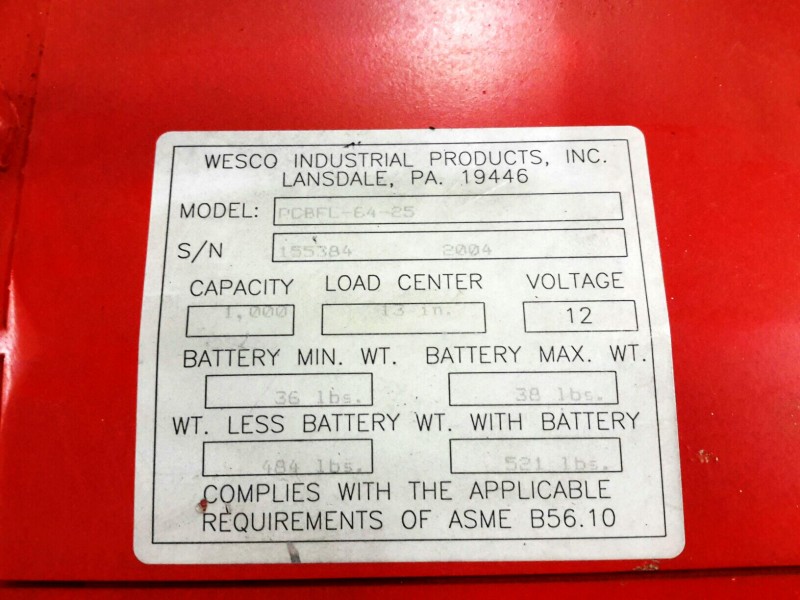 WESCO INDUSTRIAL PRODUCTS, INC.
LANSDALE, PA. 19446
MODEL: PCBFL-64-25
S/N 155384 2004
CAPACITY LOAD CENTER VOLTAGE
1,000 13 in. 12
BATTERY MIN. WT. BATTERY MAX. WT.
36 lbs. 38 lbs.
WT. LESS BATTERY WT. WITH BATTERY
484 lbs. 521 lbs.
COMPLIES WITH THE APPLICABLE
REQUIREMENTS OF ASME B56.10